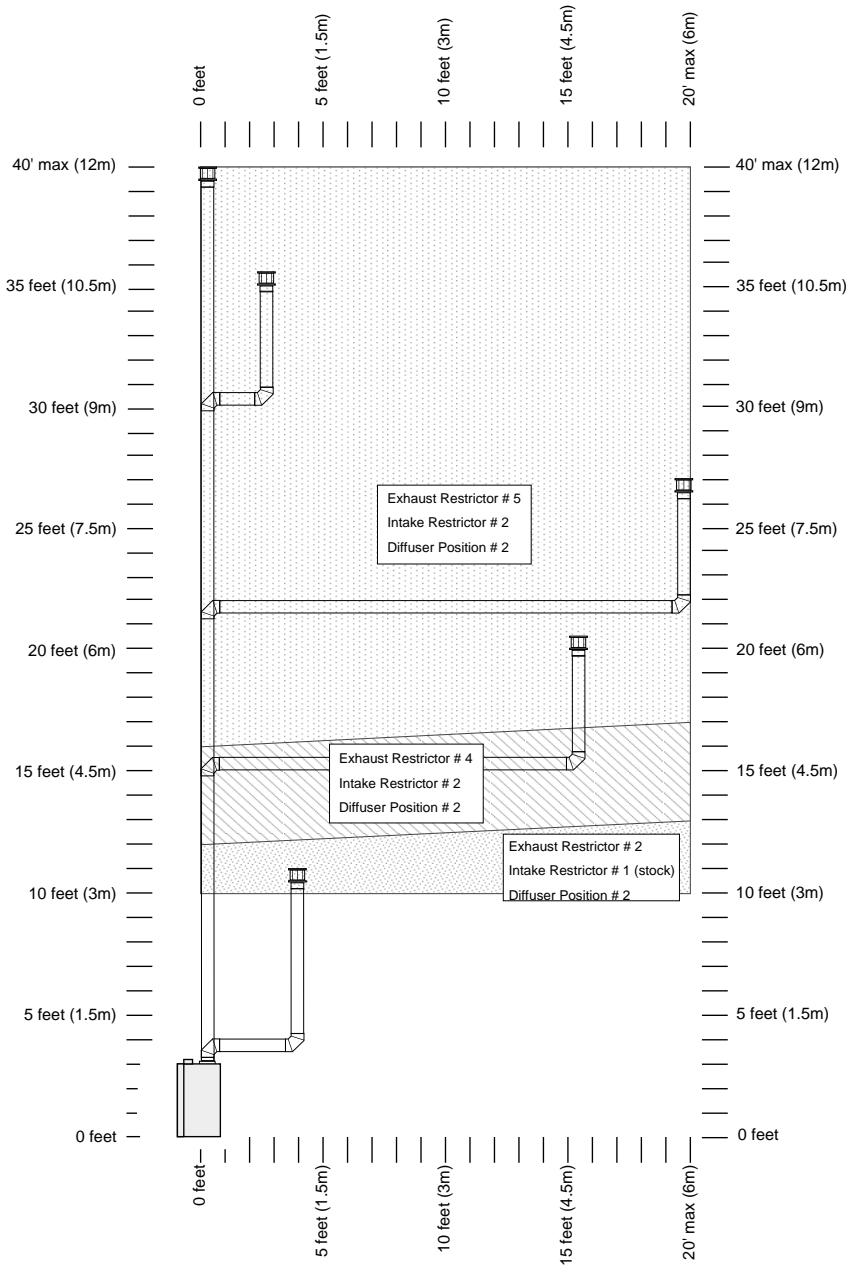 0 feet
5 feet (1.5m)
10 feet (3m)
15 feet (4.5m)
20' max (6m)
40' max (12m)
40' max (12m)
35 feet (10.5m)
35 feet (10.5m)
30 feet (9m)
30 feet (9m)
Exhaust Restrictor # 5
Intake Restrictor # 2
Diffuser Position # 2
25 feet (7.5m)
25 feet (7.5m)
20 feet (6m)
20 feet (6m)
Exhaust Restrictor # 4
Intake Restrictor # 2
Diffuser Position # 2
15 feet (4.5m)
15 feet (4.5m)
Exhaust Restrictor # 2
Intake Restrictor # 1 (stock)
Diffuser Position # 2
10 feet (3m)
10 feet (3m)
5 feet (1.5m)
5 feet (1.5m)
0 feet
0 feet
0 feet
5 feet (1.5m)
10 feet (3m)
15 feet (4.5m)
20' max (6m)